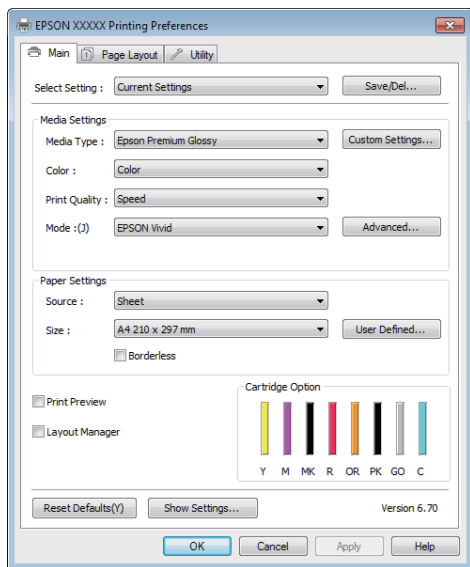 EPSON XXXXX Printing Preferences
Main Page Layout Utility
Select Setting : Current Settings Save/Del...
Media Settings
Media Type : Epson Premium Glossy Custom Settings...
Color : Color
Print Quality : Speed
Mode :(J) EPSON Vivid Advanced...
Paper Settings
Source : Sheet
Size : A4 210 x 297 mm User Defined...
Borderless
Print Preview
Layout Manager
Cartridge Option
Y M MK R OR PK GO C
Reset Defaults(Y) Show Settings... Version 6.70
OK Cancel Apply Help